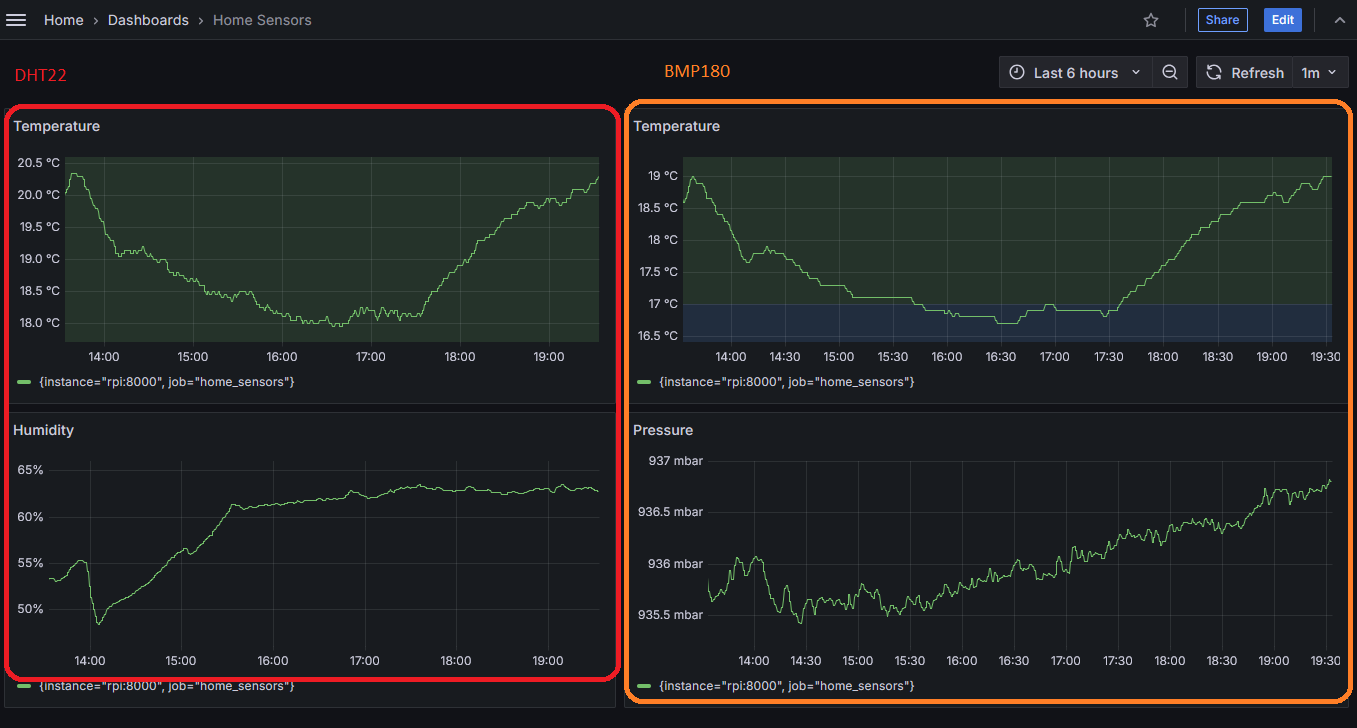 Home › Dashboards › Home Sensors
Share
Edit
DHT22
BMP180
Last 6 hours
Refresh
1m
Temperature
20.5 °C
20.0 °C
19.5 °C
19.0 °C
18.5 °C
18.0 °C
14:00 15:00 16:00 17:00 18:00 19:00
{instance="rpi:8000", job="home_sensors"}
Temperature
19 °C
18.5 °C
18 °C
17.5 °C
17 °C
16.5 °C
14:00 14:30 15:00 15:30 16:00 16:30 17:00 17:30 18:00 18:30 19:00 19:30
{instance="rpi:8000", job="home_sensors"}
Humidity
65%
60%
55%
50%
14:00 15:00 16:00 17:00 18:00 19:00
{instance="rpi:8000", job="home_sensors"}
Pressure
937 mbar
936.5 mbar
936 mbar
935.5 mbar
14:00 14:30 15:00 15:30 16:00 16:30 17:00 17:30 18:00 18:30 19:00 19:30
{instance="rpi:8000", job="home_sensors"}